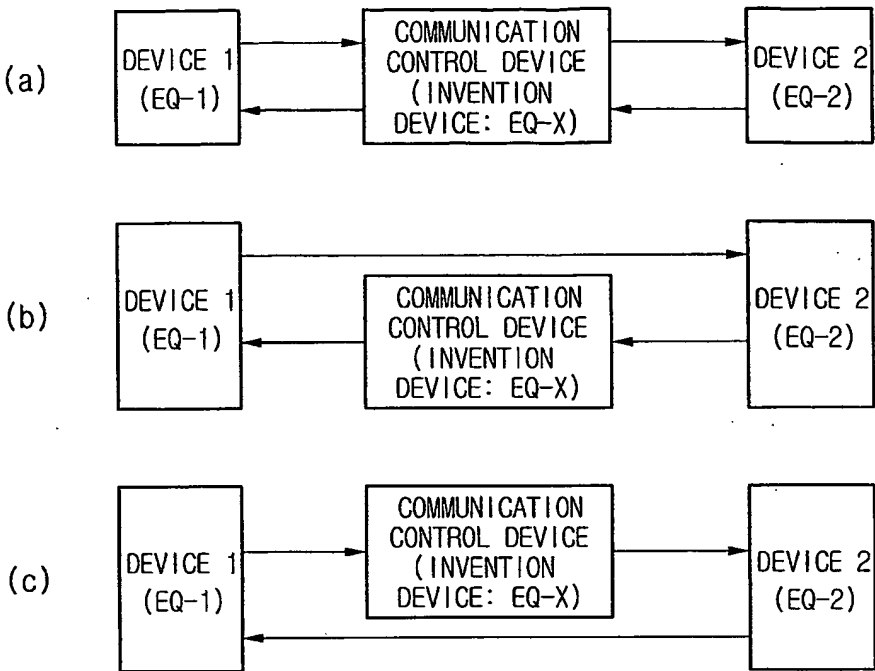 (a)
DEVICE 1
(EQ-1)
COMMUNICATION
CONTROL DEVICE
(INVENTION
DEVICE: EQ-X)
DEVICE 2
(EQ-2)
(b)
DEVICE 1
(EQ-1)
COMMUNICATION
CONTROL DEVICE
(INVENTION
DEVICE: EQ-X)
DEVICE 2
(EQ-2)
(c)
DEVICE 1
(EQ-1)
COMMUNICATION
CONTROL DEVICE
(INVENTION
DEVICE: EQ-X)
DEVICE 2
(EQ-2)